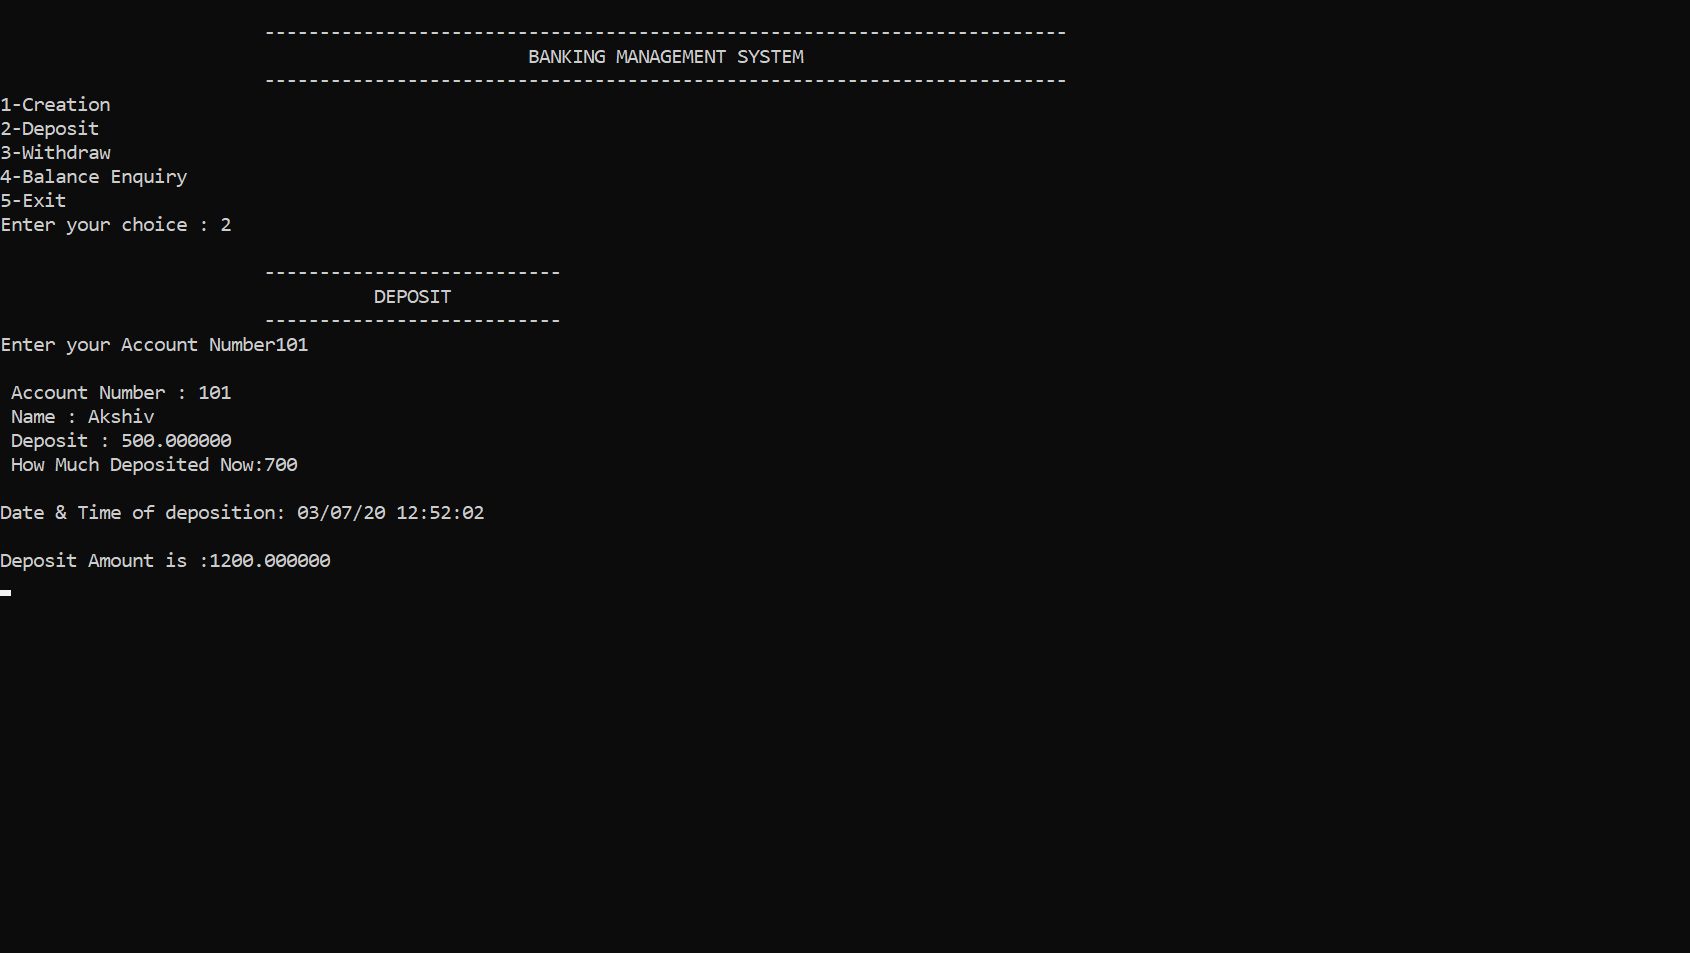 -------------------------------------------------------------------------
BANKING MANAGEMENT SYSTEM
-------------------------------------------------------------------------
1-Creation
2-Deposit
3-Withdraw
4-Balance Enquiry
5-Exit
Enter your choice : 2
---------------------------
DEPOSIT
---------------------------
Enter your Account Number101
Account Number : 101
Name : Akshiv
Deposit : 500.000000
How Much Deposited Now:700
Date & Time of deposition: 03/07/20 12:52:02
Deposit Amount is :1200.000000